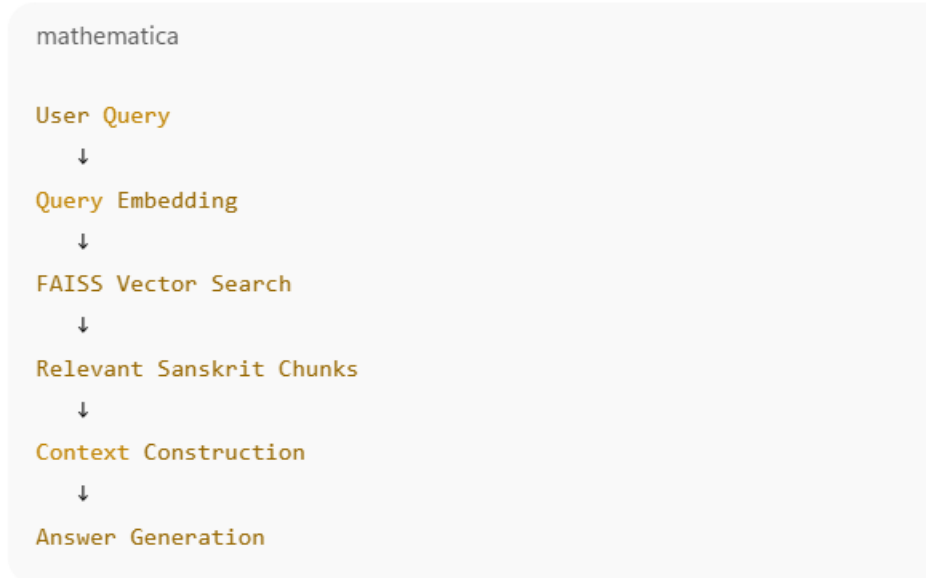 mathematica
User Query
↓
Query Embedding
↓
FAISS Vector Search
↓
Relevant Sanskrit Chunks
↓
Context Construction
↓
Answer Generation